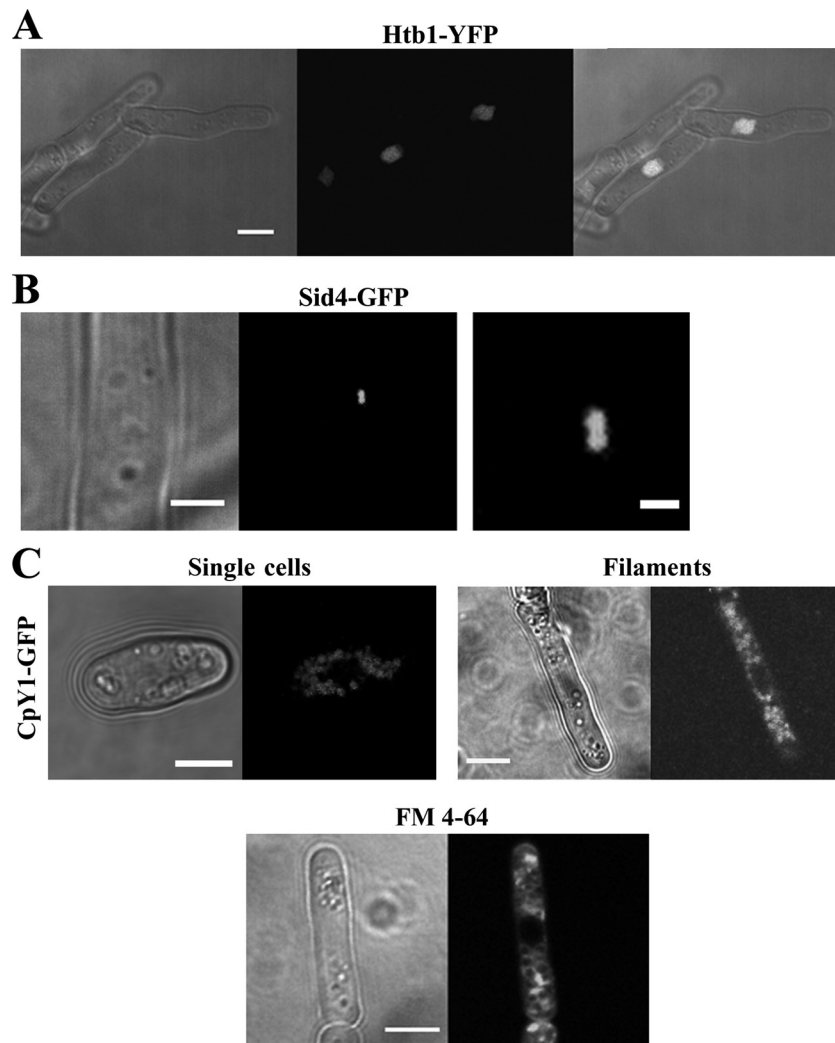 A
Htb1-YFP
B
Sid4-GFP
C
Single cells
Filaments
CpY1-GFP
FM 4-64